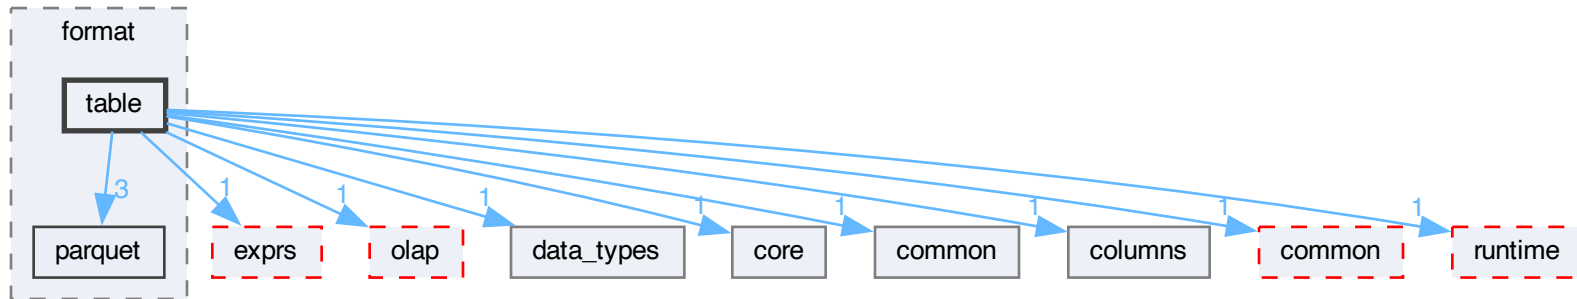 format
table
3
1
1
1
1
1
1
1
1
parquet
exprs
olap
data_types
core
common
columns
common
runtime